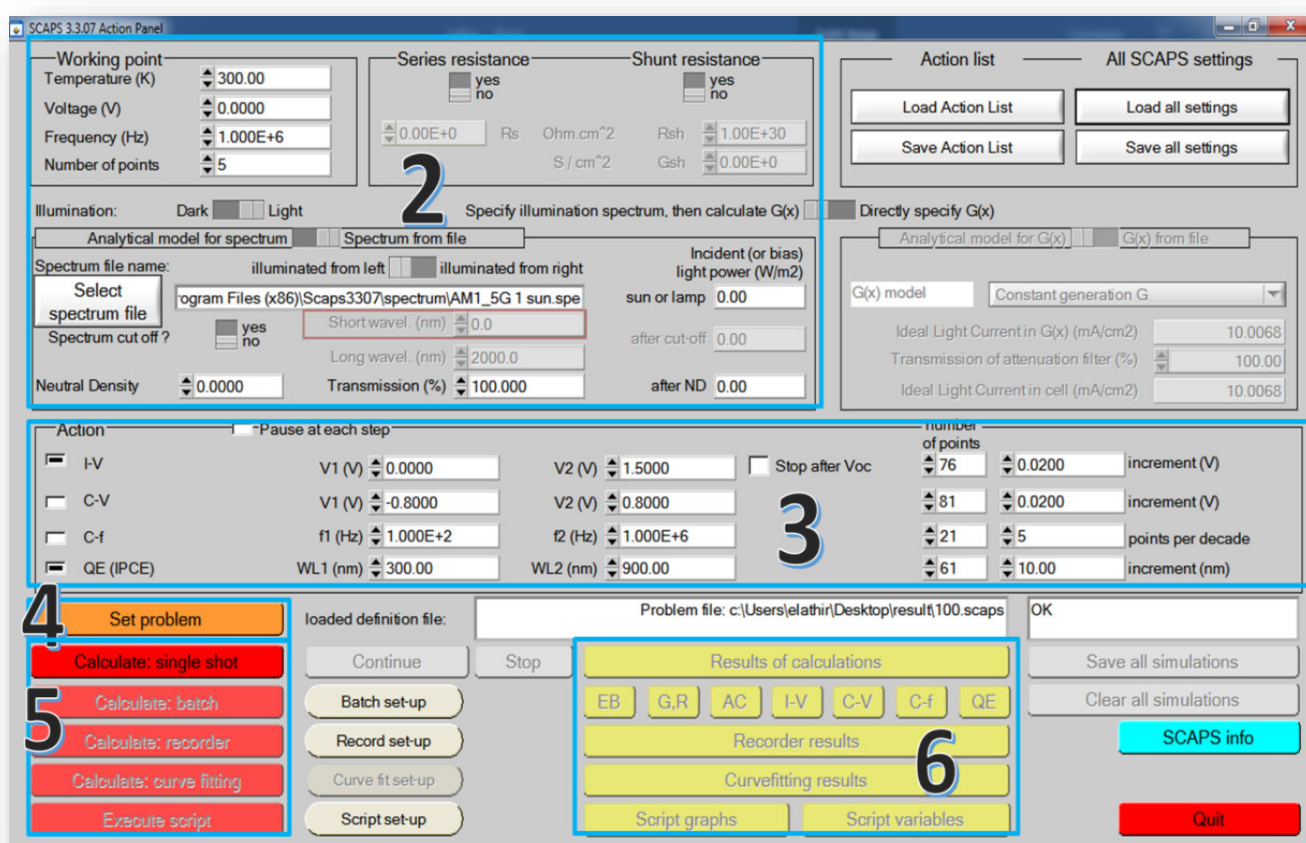 SCAPS 3.3.07 Action Panel
Working point
Temperature (K) 300.00
Voltage (V) 0.0000
Frequency (Hz) 1.000E+6
Number of points 5
Series resistance
yes
no
Shunt resistance
yes
no
0.00E+0 Rs Ohm.cm^2 Rsh 1.00E+30
S / cm^2 Gsh 0.00E+0
2
Action list
All SCAPS settings
Load Action List
Load all settings
Save Action List
Save all settings
Illumination: Dark Light
Specify illumination spectrum, then calculate G(x) Directly specify G(x)
Analytical model for spectrum Spectrum from file
Spectrum file name: illuminated from left illuminated from right
Incident (or bias)
light power (W/m2)
Select
spectrum file
rogram Files (x86)\Scaps3307\spectrum\AM1_5G 1 sun.spe
sun or lamp 0.00
Spectrum cut off ? yes
no
Short wavel. (nm) 0.0
after cut-off 0.00
Long wavel. (nm) 2000.0
Neutral Density 0.0000
Transmission (%) 100.000
after ND 0.00
Analytical model for G(x) G(x) from file
G(x) model Constant generation G
Ideal Light Current in G(x) (mA/cm2) 10.0068
Transmission of attenuation filter (%) 100.00
Ideal Light Current in cell (mA/cm2) 10.0068
Action Pause at each step
number
of points
I-V V1 (V) 0.0000 V2 (V) 1.5000 Stop after Voc 76 0.0200 increment (V)
C-V V1 (V) -0.8000 V2 (V) 0.8000 81 0.0200 increment (V)
C-f f1 (Hz) 1.000E+2 f2 (Hz) 1.000E+6 21 5 points per decade
QE (IPCE) WL1 (nm) 300.00 WL2 (nm) 900.00 61 10.00 increment (nm)
3
4
Set problem
loaded definition file:
Problem file: c:\Users\elathir\Desktop\result\100.scaps
OK
5
Calculate: single shot
Continue
Stop
Results of calculations
Save all simulations
Calculate: batch
Batch set-up
EB G,R AC I-V C-V C-f QE
Clear all simulations
Calculate: recorder
Record set-up
Recorder results
6
SCAPS info
Calculate: curve fitting
Curve fit set-up
Curvefitting results
Execute script
Script set-up
Script graphs
Script variables
Quit